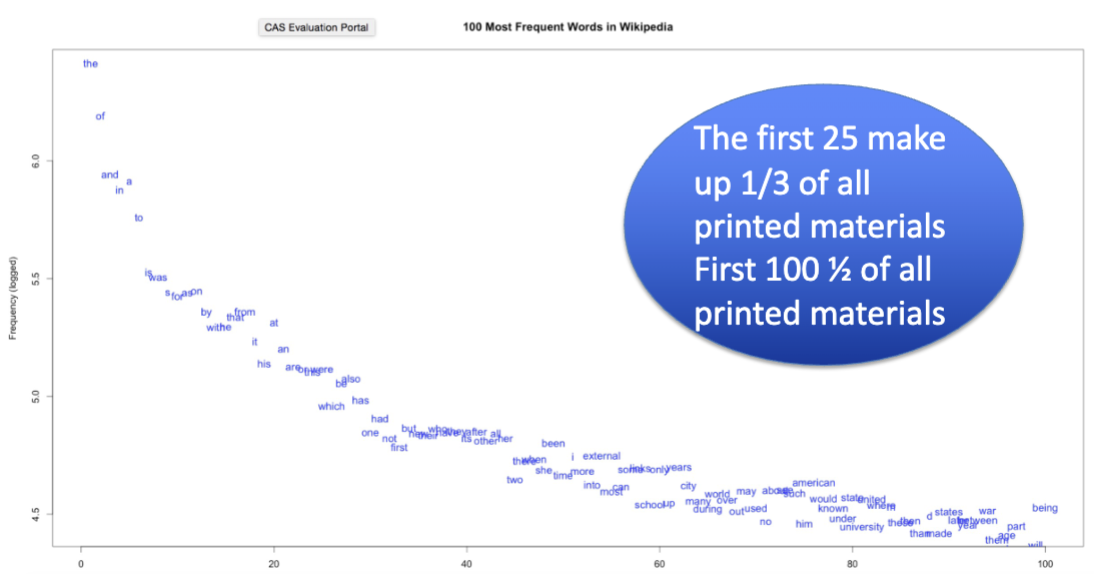 CAS Evaluation Portal
100 Most Frequent Words in Wikipedia
The first 25 make
up 1/3 of all
printed materials
First 100 ½ of all
printed materials
Frequency (logged)
6.0
5.5
5.0
4.5
the
of
and
in
a
to
is
was
s
for
as
on
by
with
he
that
from
it
his
at
an
are
or
this
were
which
be
also
has
one
had
not
first
but
new
their
who
have
they
its
after
other
all
her
two
there
when
she
been
time
i
more
into
external
most
can
some
links
school
only
up
years
city
many
during
world
over
out
may
used
no
above
see
such
him
american
would
known
under
state
university
united
where
these
then
than
d
made
states
later
year
between
war
them
age
part
will
being
0
20
40
60
80
100